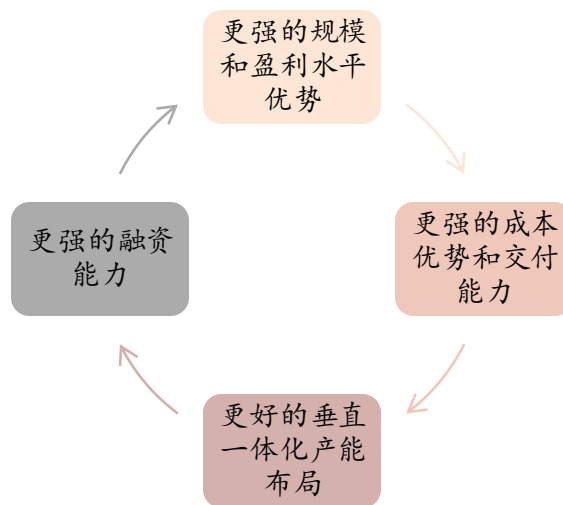 更强的规模
和盈利水平
优势
更强的成本
优势和交付
能力
更好的垂直
一体化产能
布局
更强的融资
能力